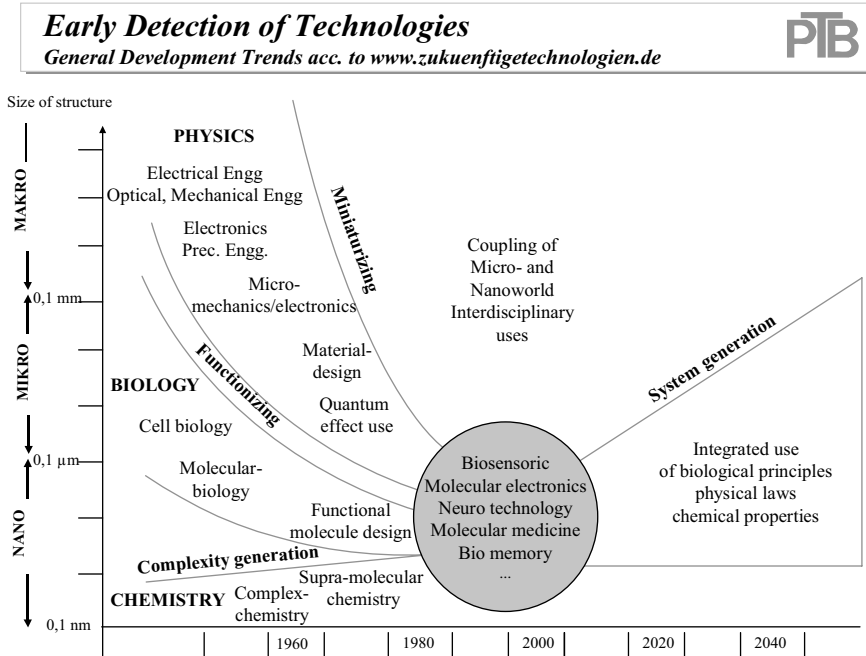 Early Detection of Technologies
General Development Trends acc. to www.zukuenftigetechnologien.de
PTB
Size of structure
PHYSICS
Electrical Engg
Optical, Mechanical Engg
Electronics
Prec. Engg.
Micro-
mechanics/electronics
Miniaturizing
Material-
design
Quantum
effect use
Functionizing
BIOLOGY
Cell biology
Molecular-
biology
Functional
molecule design
Complexity generation
CHEMISTRY
Complex-
chemistry
Supra-molecular
chemistry
Coupling of
Micro- and
Nanoworld
Interdisciplinary
uses
System generation
Biosensoric
Molecular electronics
Neuro technology
Molecular medicine
Bio memory
...
Integrated use
of biological principles
physical laws
chemical properties
MAKRO
0,1 mm
MIKRO
0,1 µm
NANO
0,1 nm
1960
1980
2000
2020
2040